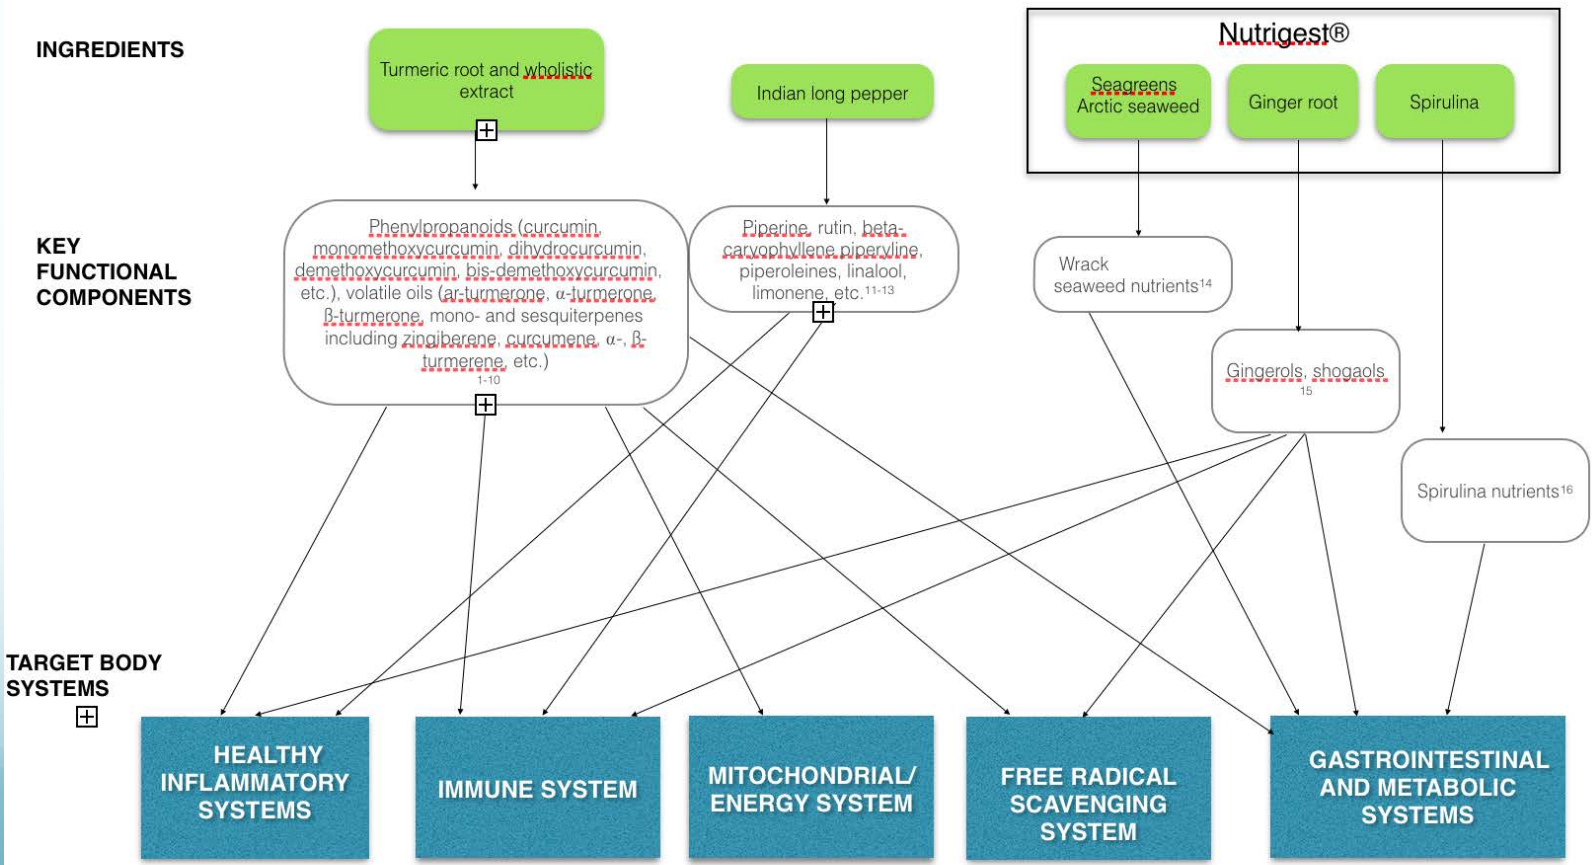 INGREDIENTS
Turmeric root and wholistic
extract
Indian long pepper
Nutrigest®
Seagreens
Arctic seaweed
Ginger root
Spirulina
KEY
FUNCTIONAL
COMPONENTS
Phenylpropanoids (curcumin,
monomethoxycurcumin, dihydrocurcumin,
demethoxycurcumin, bis-demethoxycurcumin,
etc.), volatile oils (ar-turmerone, α-turmerone,
ß-turmerone, mono- and sesquiterpenes
including zingiberene, curcumene, α-, β-
turmerene, etc.)
1-10
Piperine, rutin, beta-
caryophyllene piperyline,
piperoleines, linalool,
limonene, etc.11-13
Wrack
seaweed nutrients14
Gingerols, shogaols
15
Spirulina nutrients16
TARGET BODY
SYSTEMS
HEALTHY
INFLAMMATORY
SYSTEMS
IMMUNE SYSTEM
MITOCHONDRIAL/
ENERGY SYSTEM
FREE RADICAL
SCAVENGING
SYSTEM
GASTROINTESTINAL
AND METABOLIC
SYSTEMS